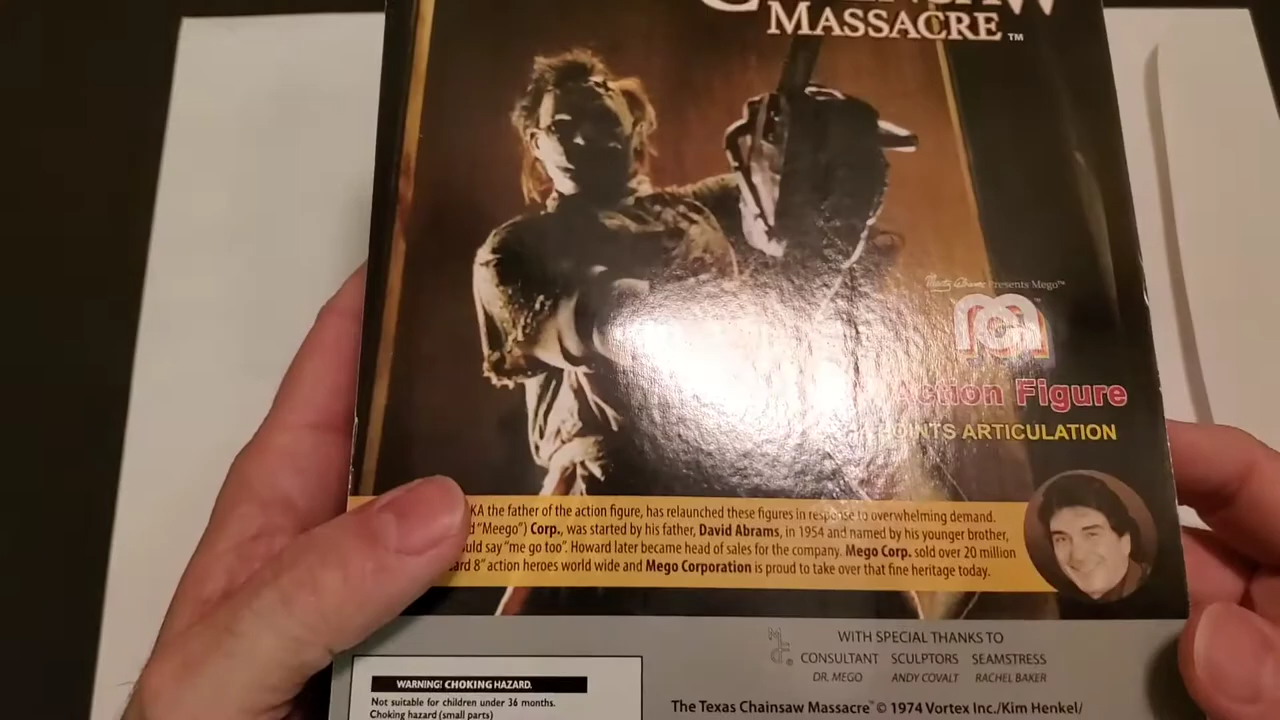 MASSACRE™
Marty Abrams Presents Mego™
Action Figure
JOINTS ARTICULATION
KA the father of the action figure, has relaunched these figures in response to overwhelming demand.
"Meego") Corp., was started by his father, David Abrams, in 1954 and named by his younger brother,
uld say "me go too". Howard later became head of sales for the company. Mego Corp. sold over 20 million
ard 8" action heroes world wide and Mego Corporation is proud to take over that fine heritage today.
WITH SPECIAL THANKS TO
CONSULTANT SCULPTORS SEAMSTRESS
DR. MEGO ANDY COVALT RACHEL BAKER
WARNING! CHOKING HAZARD.
Not suitable for children under 36 months.
Choking hazard (small parts)
The Texas Chainsaw Massacre™ © 1974 Vortex Inc./Kim Henkel/